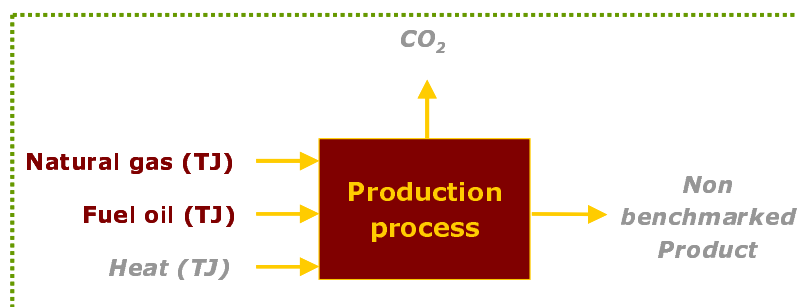 CO₂
Natural gas (TJ)
Fuel oil (TJ)
Heat (TJ)
Production
process
Non
benchmarked
Product